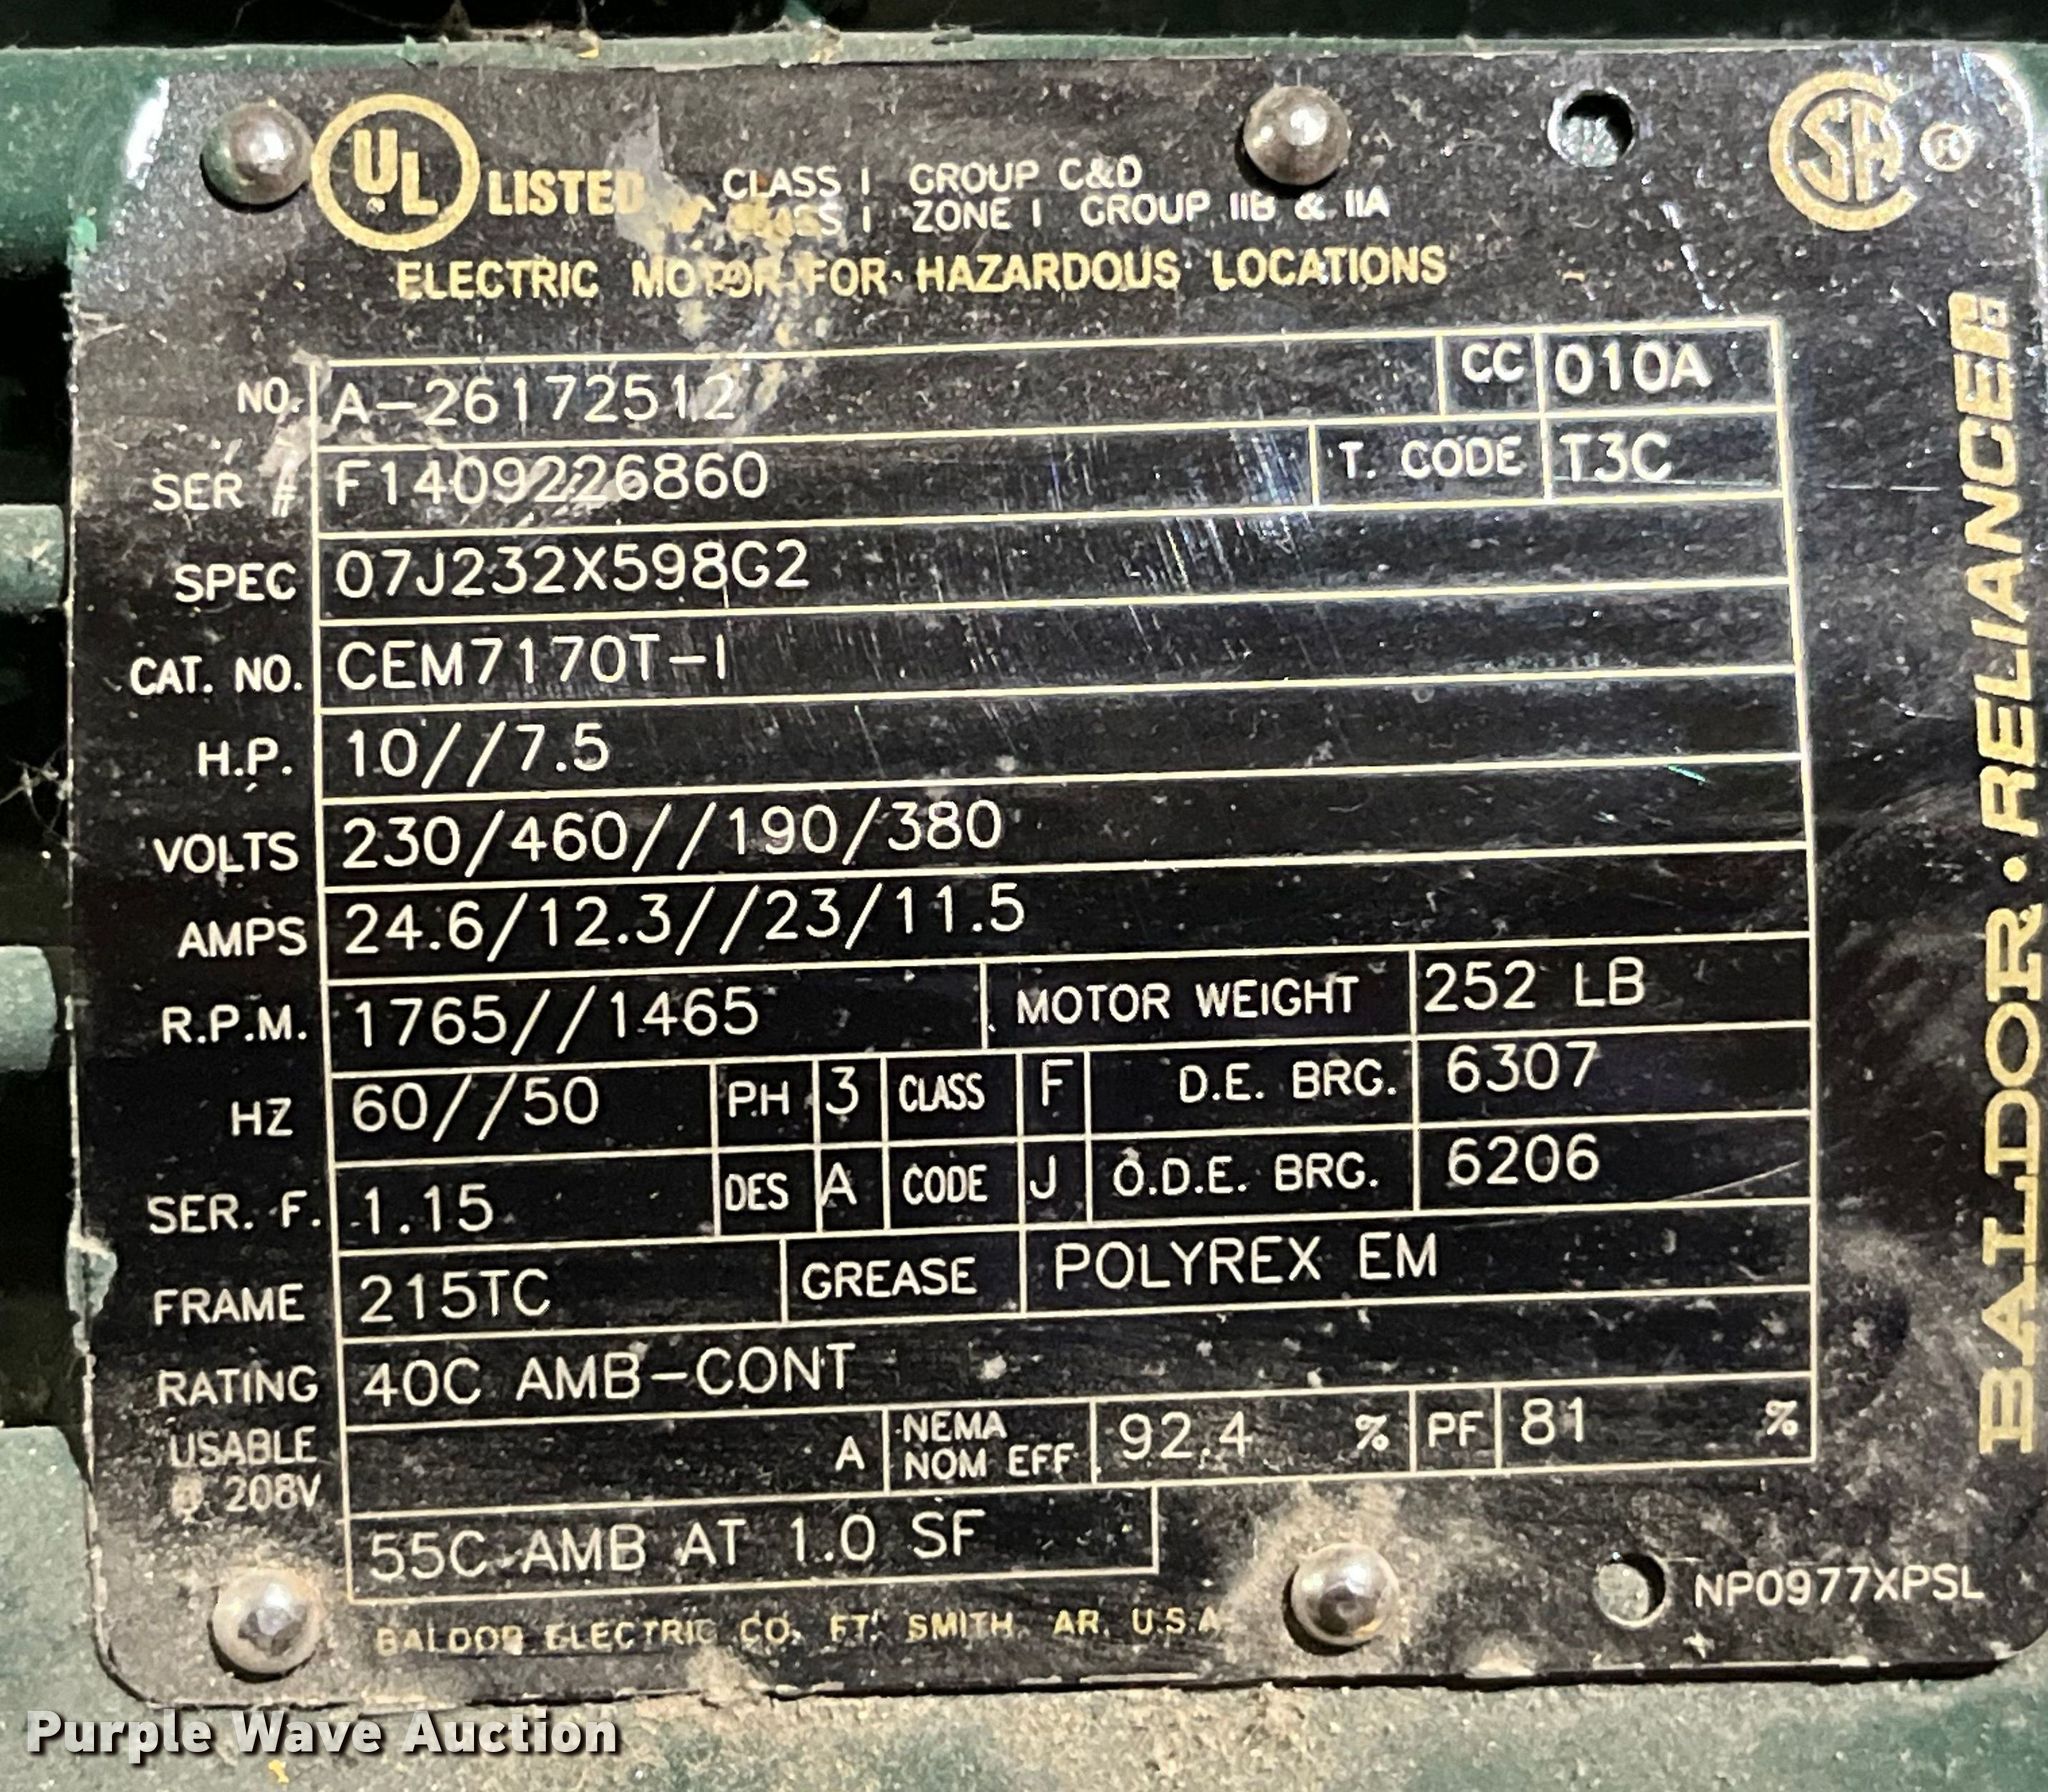 UL LISTED CLASS I GROUP C&D
CLASS I ZONE I GROUP IIB & IIA
SA ®
ELECTRIC MOTOR FOR HAZARDOUS LOCATIONS
NO. A-26172512 CC 010A
SER # F1409226860 T. CODE T3C
SPEC 07J232X598G2
CAT. NO. CEM7170T-I
H.P. 10//7.5
VOLTS 230/460//190/380
AMPS 24.6/12.3//23/11.5
R.P.M. 1765//1465 MOTOR WEIGHT 252 LB
HZ 60//50 PH 3 CLASS F D.E. BRG. 6307
SER. F. 1.15 DES A CODE J O.D.E. BRG. 6206
FRAME 215TC GREASE POLYREX EM
RATING 40C AMB-CONT
USABLE @ 208V A NEMA NOM EFF 92.4 % PF 81 %
55C AMB AT 1.0 SF
BALDOR ELECTRIC CO. FT. SMITH, AR. U.S.A
NP0977XPSL
BALDOR • RELIANCER
Purple Wave Auction